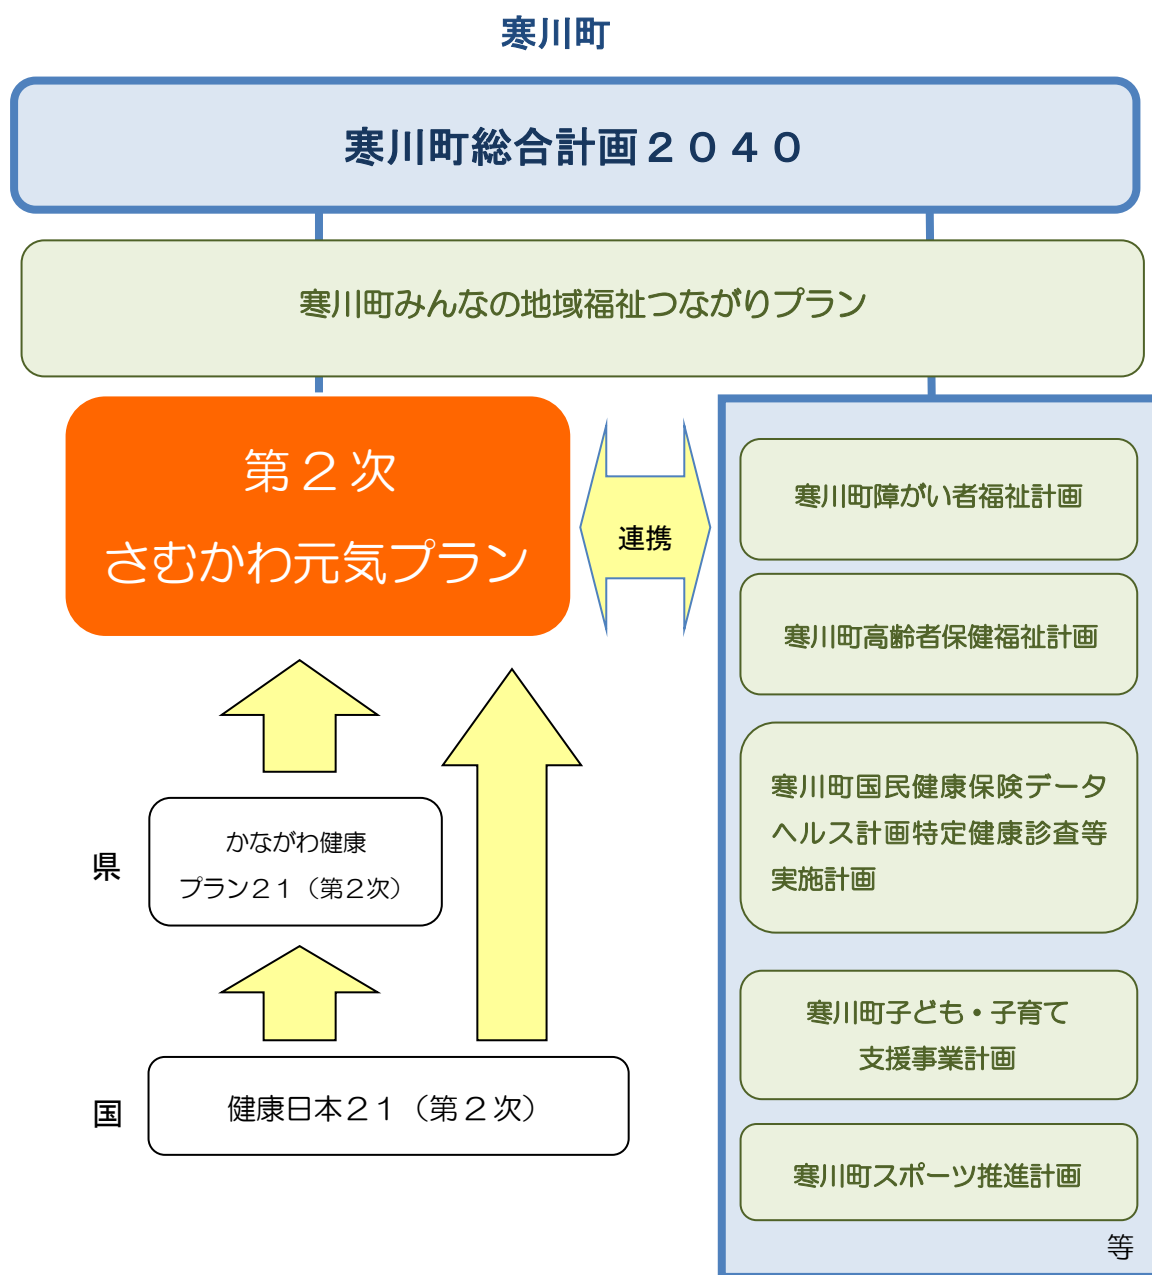 寒川町
寒川町総合計画２０４０
寒川町みんなの地域福祉つながりプラン
第２次
さむかわ元気プラン
連携
寒川町障がい者福祉計画
寒川町高齢者保健福祉計画
寒川町国民健康保険データ
ヘルス計画特定健康診査等
実施計画
寒川町子ども・子育て
支援事業計画
寒川町スポーツ推進計画
等
県
かながわ健康
プラン２１（第２次）
国
健康日本２１（第２次）